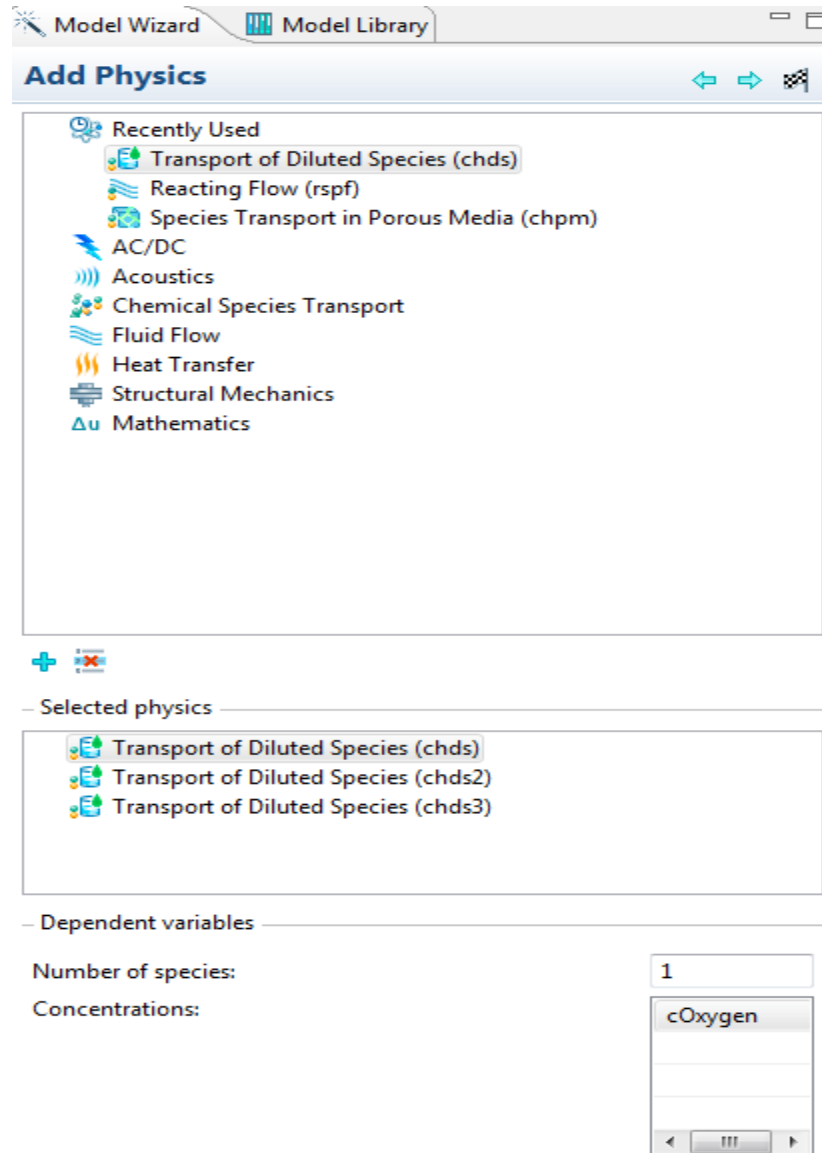 Model Wizard Model Library
Add Physics
Recently Used
Transport of Diluted Species (chds)
Reacting Flow (rspf)
Species Transport in Porous Media (chpm)
AC/DC
Acoustics
Chemical Species Transport
Fluid Flow
Heat Transfer
Structural Mechanics
Δu Mathematics
Selected physics
Transport of Diluted Species (chds)
Transport of Diluted Species (chds2)
Transport of Diluted Species (chds3)
Dependent variables
Number of species: 1
Concentrations: cOxygen